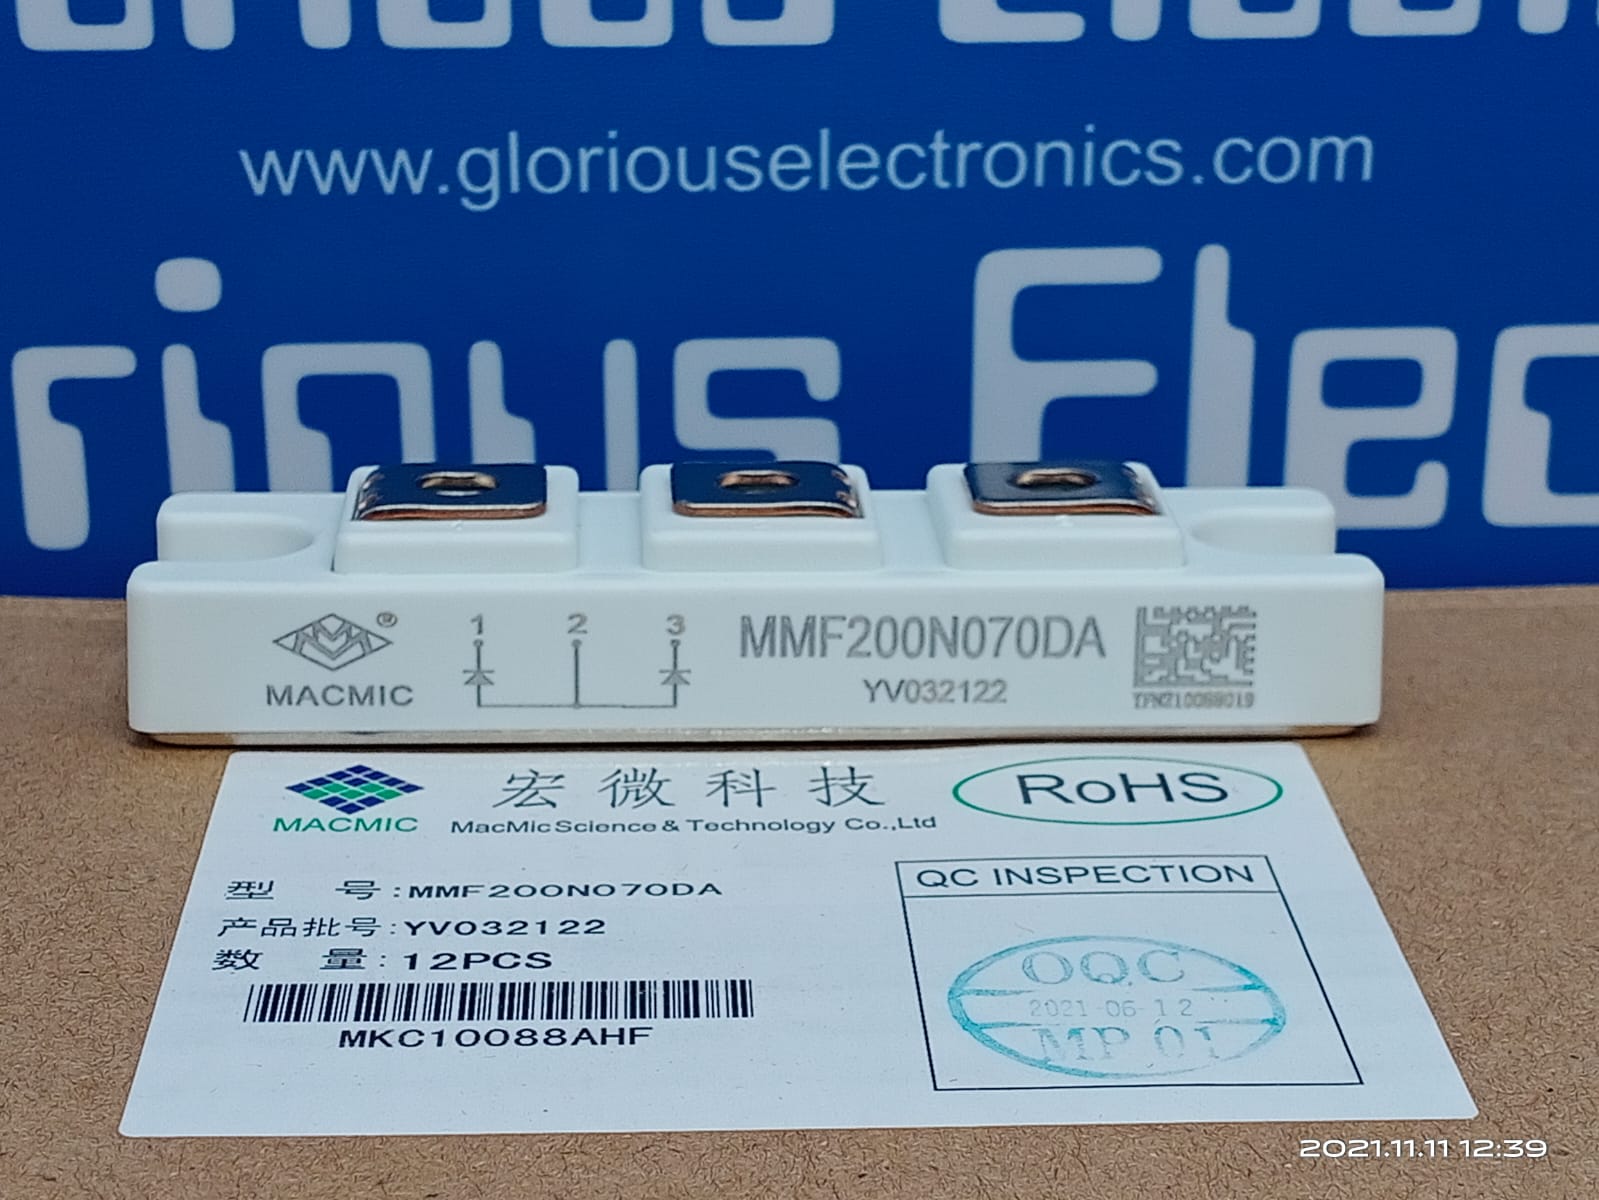 www.gloriouselectronics.com
rious Elec
®
MACMIC
1 2 3
MMF200N070DA
YV032122
MACMIC
宏微科技
MacMic Science & Technology Co.,Ltd
RoHS
型 号:MMF200N070DA
产品批号:YV032122
数 量:12PCS
MKC10088AHF
QC INSPECTION
OQC
2021-06-12
MP 01
2021.11.11 12:39